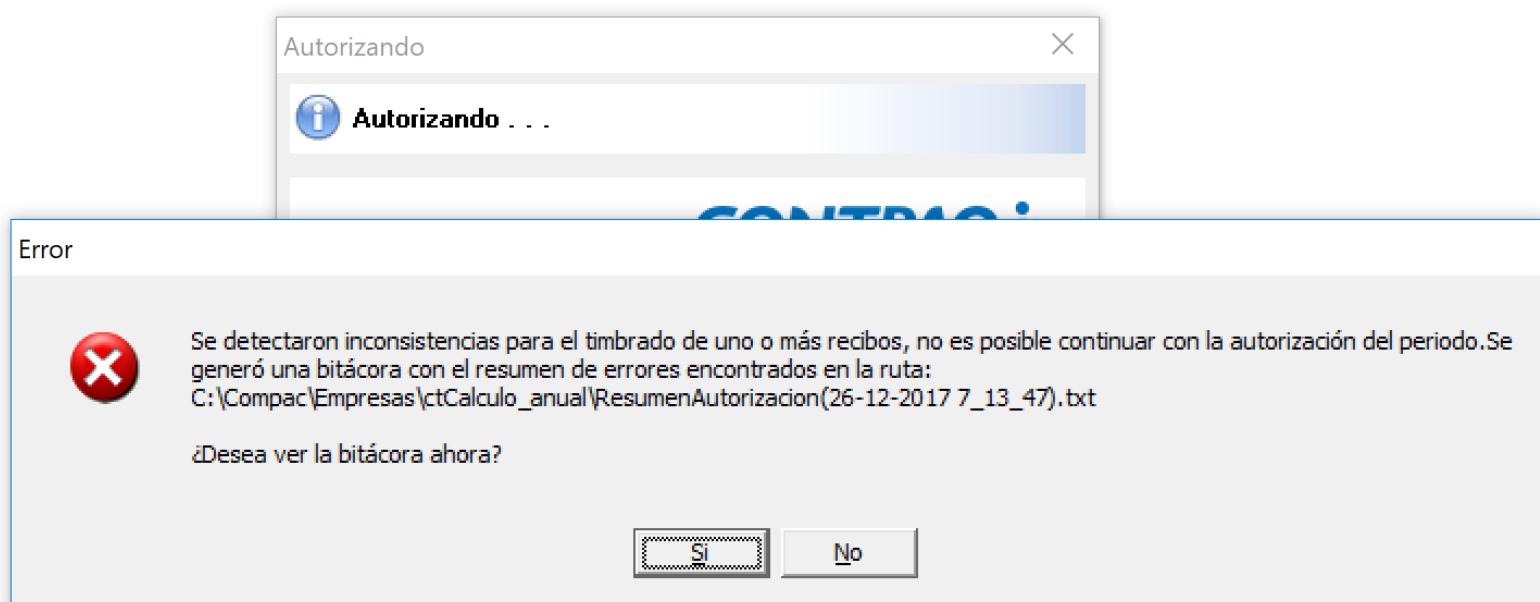 Autorizando
Autorizando . . .
Error
Se detectaron inconsistencias para el timbrado de uno o más recibos, no es posible continuar con la autorización del periodo.Se
generó una bitácora con el resumen de errores encontrados en la ruta:
C:\Compac\Empresas\ctCalculo_anual\ResumenAutorizacion(26-12-2017 7_13_47).txt
¿Desea ver la bitácora ahora?
Si No